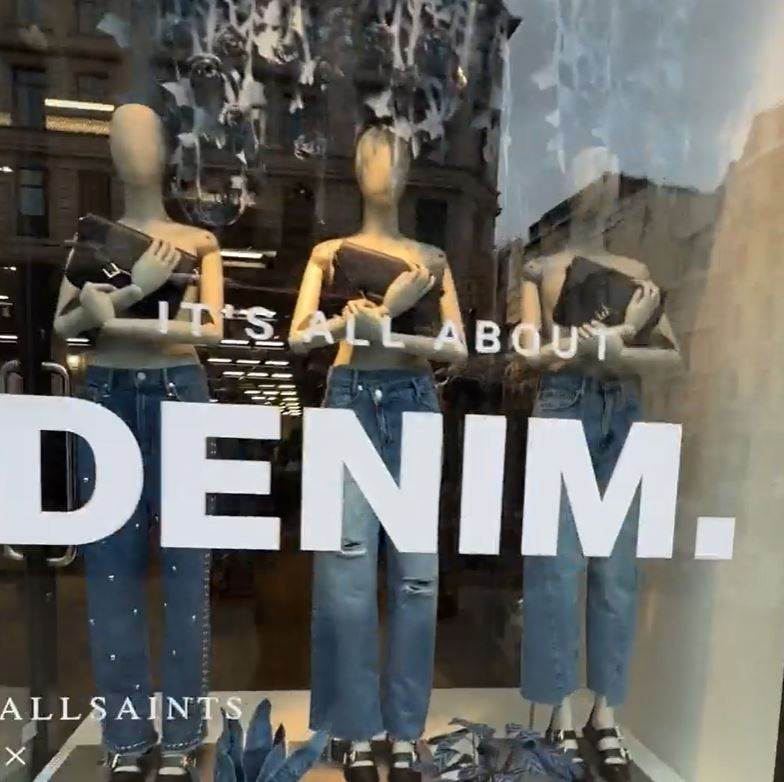 IT'S ALL ABOUT
DENIM.
ALLSAINTS
×